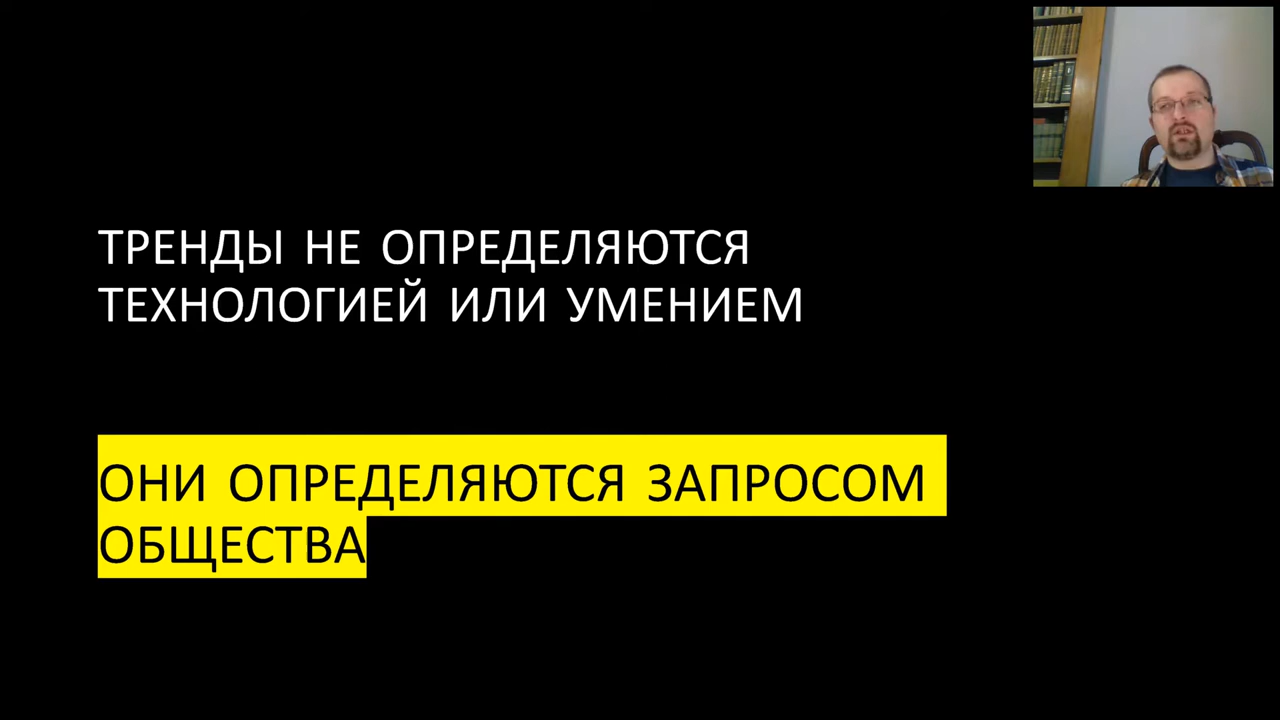 ТРЕНДЫ НЕ ОПРЕДЕЛЯЮТСЯ
ТЕХНОЛОГИЕЙ ИЛИ УМЕНИЕМ
ОНИ ОПРЕДЕЛЯЮТСЯ ЗАПРОСОМ
ОБЩЕСТВА